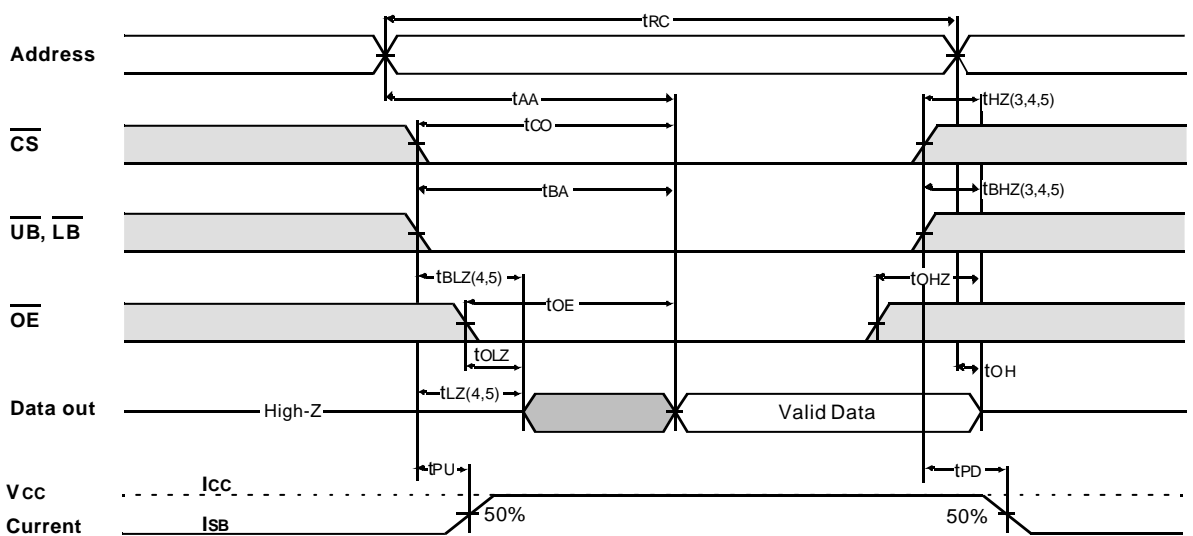 tRC
Address
tAA
tHZ(3,4,5)
CS
tCO
tBA
tBHZ(3,4,5)
UB, LB
tBLZ(4,5)
tOHZ
OE
tOE
tOLZ
tOH
tLZ(4,5)
Data out
High-Z
Valid Data
tPU
tPD
VCC
ICC
50%
50%
Current
ISB